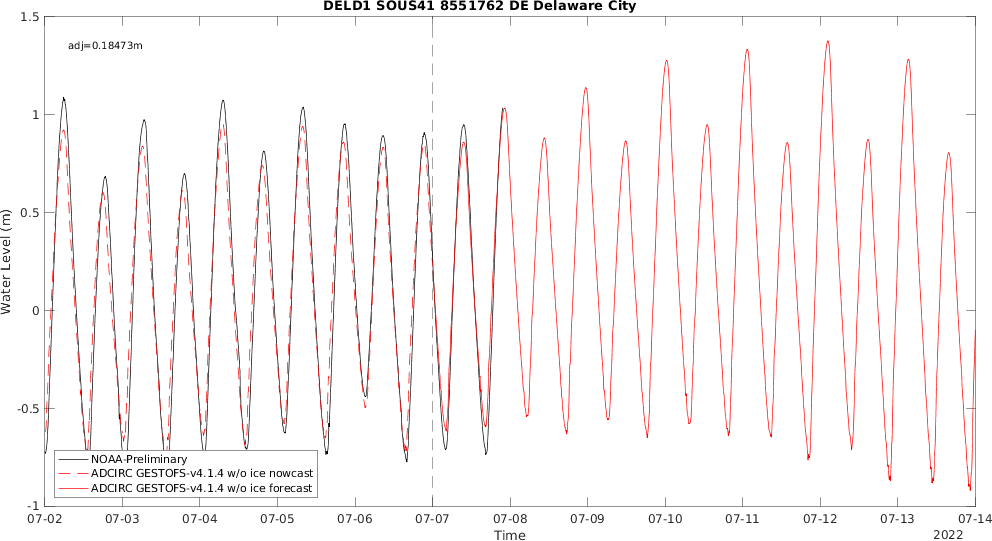 DELD1 SOUS41 8551762 DE Delaware City
adj=0.18473m
1.5
1
0.5
0
-0.5
-1
Water Level (m)
NOAA-Preliminary
ADCIRC GESTOFS-v4.1.4 w/o ice nowcast
ADCIRC GESTOFS-v4.1.4 w/o ice forecast
07-02 07-03 07-04 07-05 07-06 07-07 07-08 07-09 07-10 07-11 07-12 07-13 07-14
Time
2022